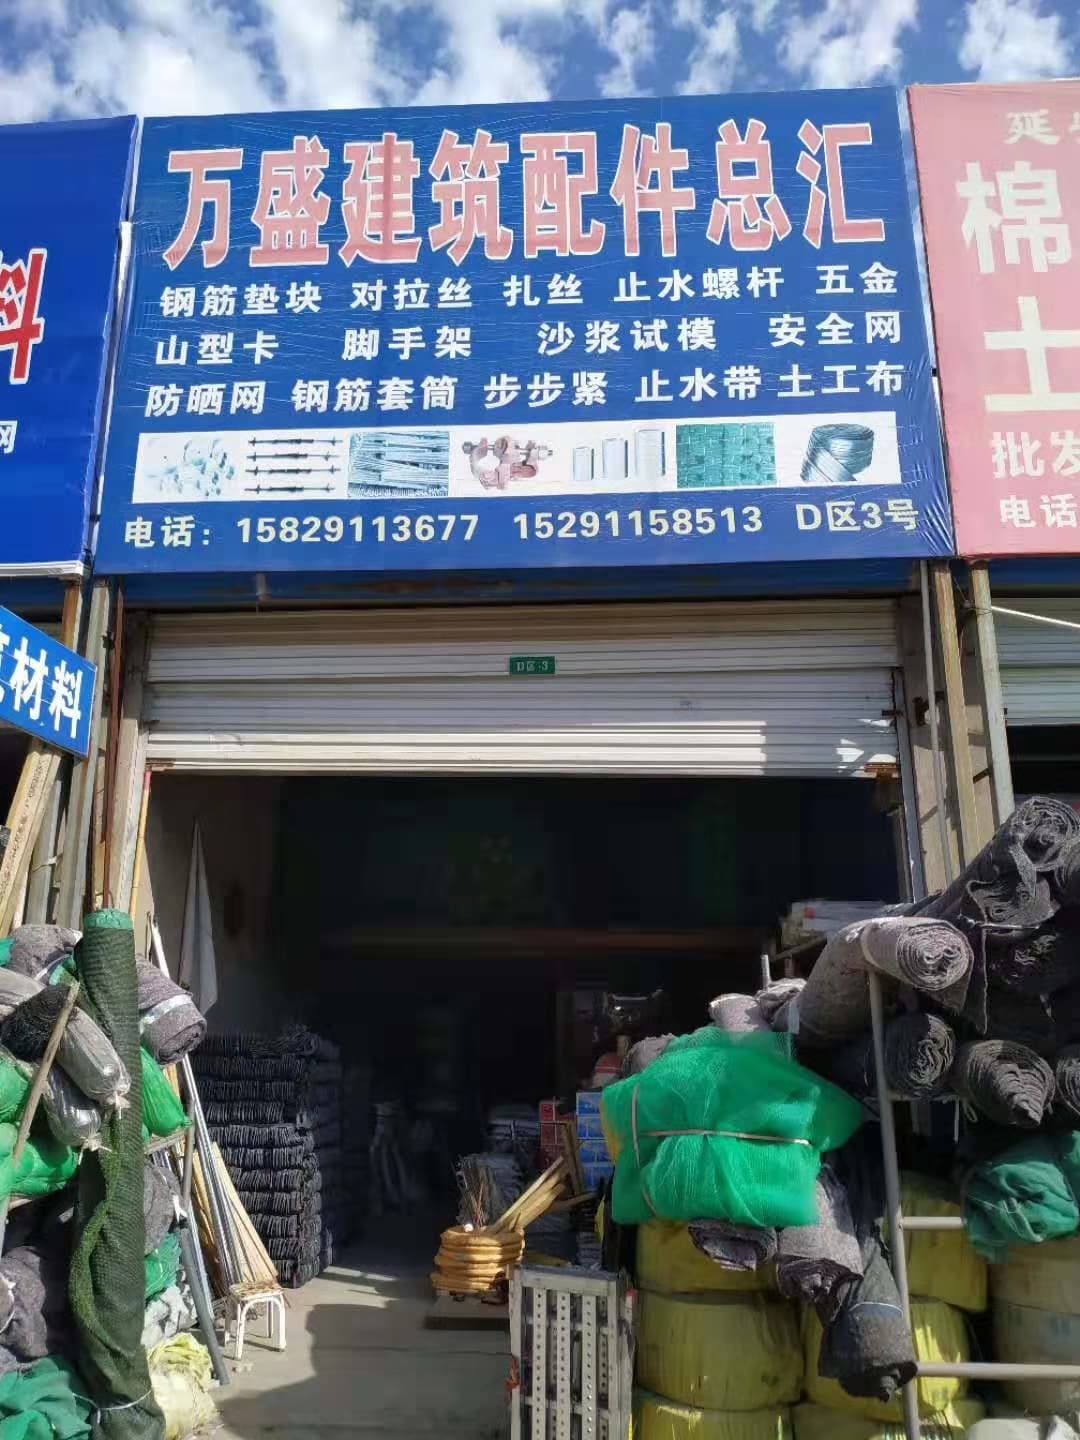 万盛建筑配件总汇
钢筋垫块 对拉丝 扎丝 止水螺杆 五金
山型卡 脚手架 沙浆试模 安全网
防晒网 钢筋套筒 步步紧 止水带 土工布
电话：15829113677 15291158513 D区3号
D区-3
料
网
材料
延
棉
土
批发
电话